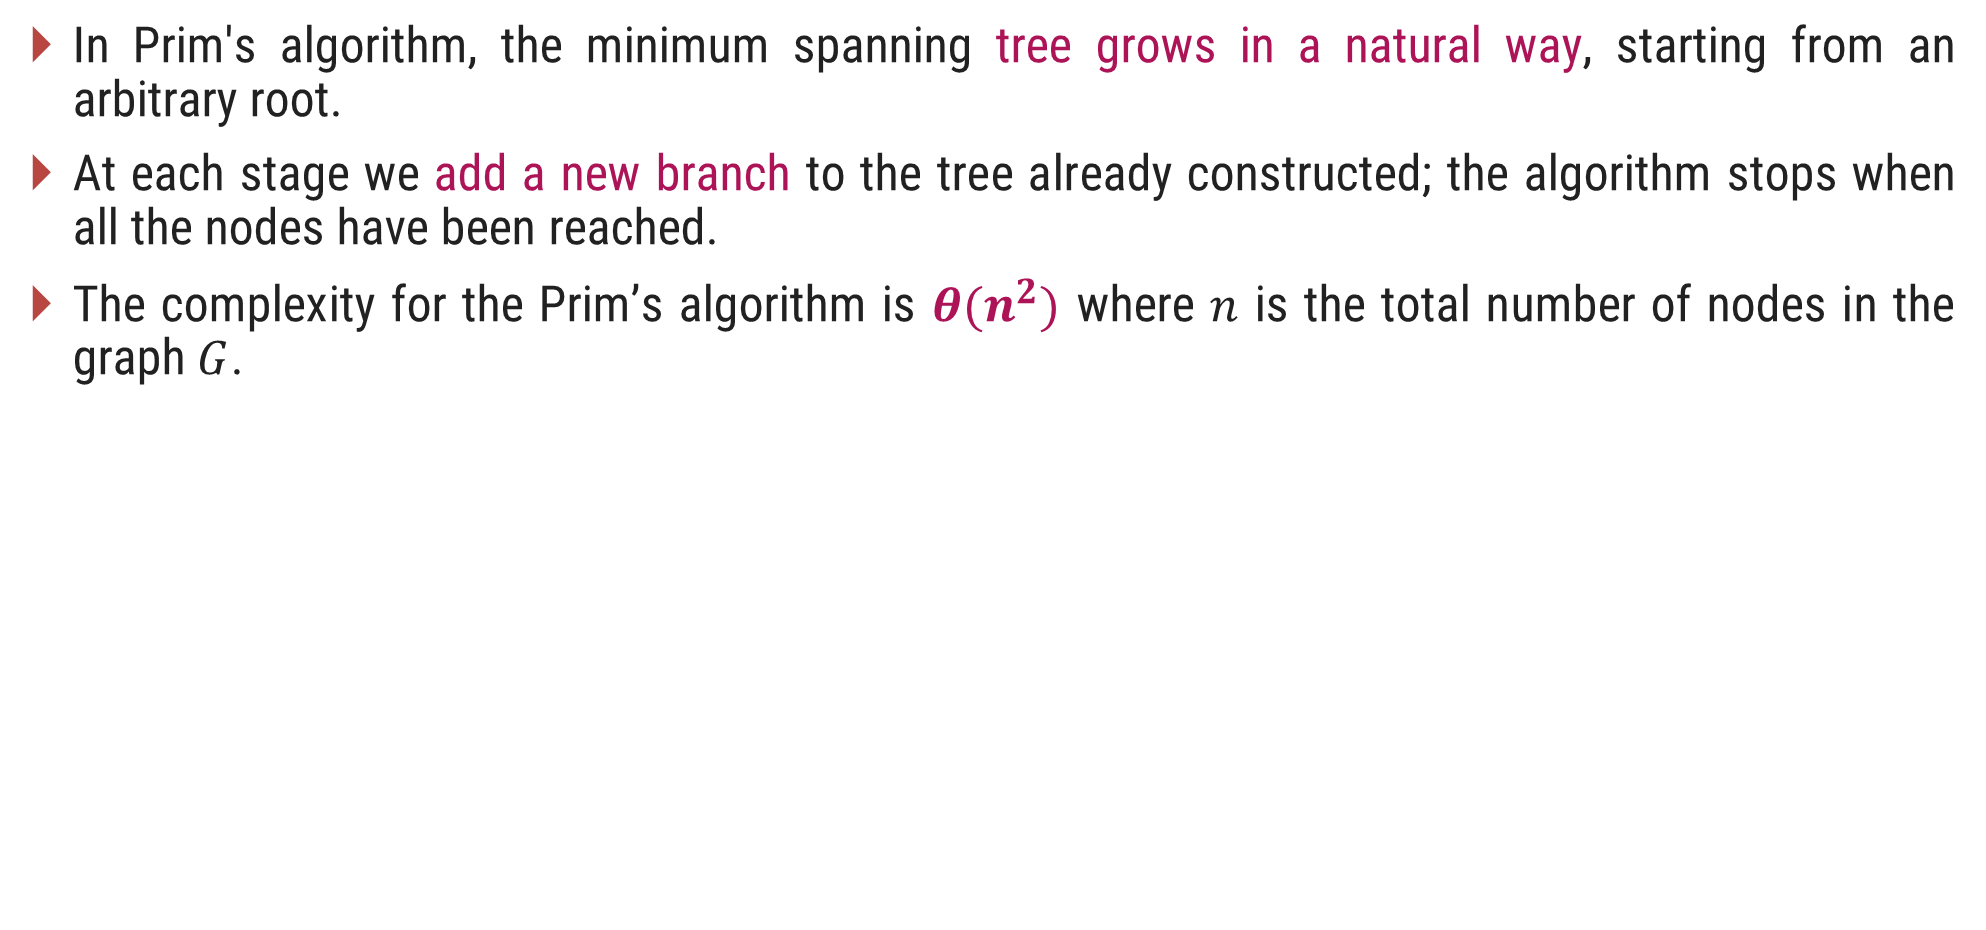 In Prim's algorithm, the minimum spanning tree grows in a natural way, starting from an
arbitrary root.
At each stage we add a new branch to the tree already constructed; the algorithm stops when
all the nodes have been reached.
The complexity for the Prim’s algorithm is 𝜽(𝒏²) where 𝑛 is the total number of nodes in the
graph 𝐺.